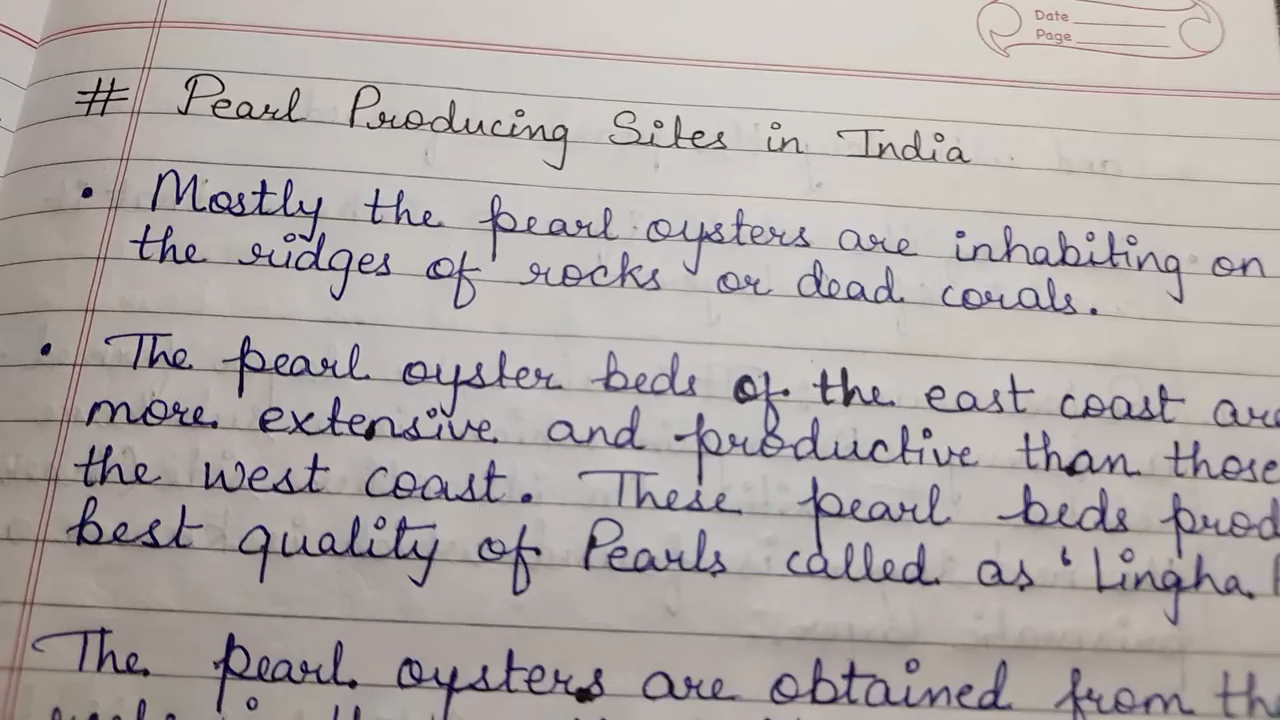 Date
Page
# Pearl Producing Sites in India
• Mostly the pearl oysters are inhabiting on
the ridges of rocks or dead corals.
• The pearl oyster beds of the east coast are
more extensive and productive than those
the west coast. These pearl beds prod
best quality of Pearls called as 'Lingha
The pearl oysters are obtained from th